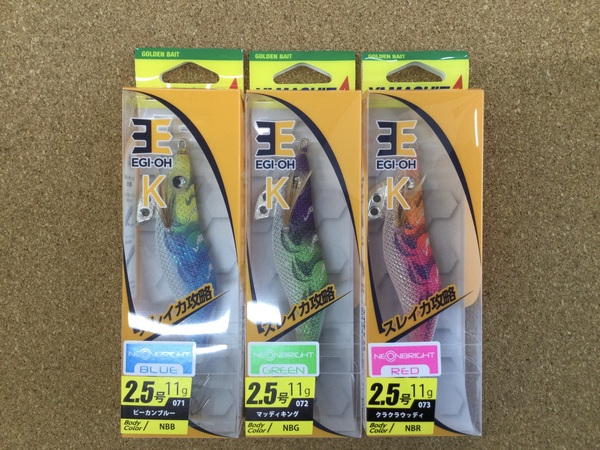 GOLDEN BAIT
EGI-OH
K
スレイカ攻略
NEONBRIGHT
BLUE
2.5号 11g
071
ピーカンブルー
Body Color/ NBB
GOLDEN BAIT
YAMASHITA
EGI-OH
K
スレイカ攻略
NEONBRIGHT
GREEN
2.5号 11g
072
マッディキング
Body Color/ NBG
GOLDEN BAIT
YAMASHITA
EGI-OH
K
スレイカ攻略
NEONBRIGHT
RED
2.5号 11g
073
クラクラウッディ
Body Color/ NBR